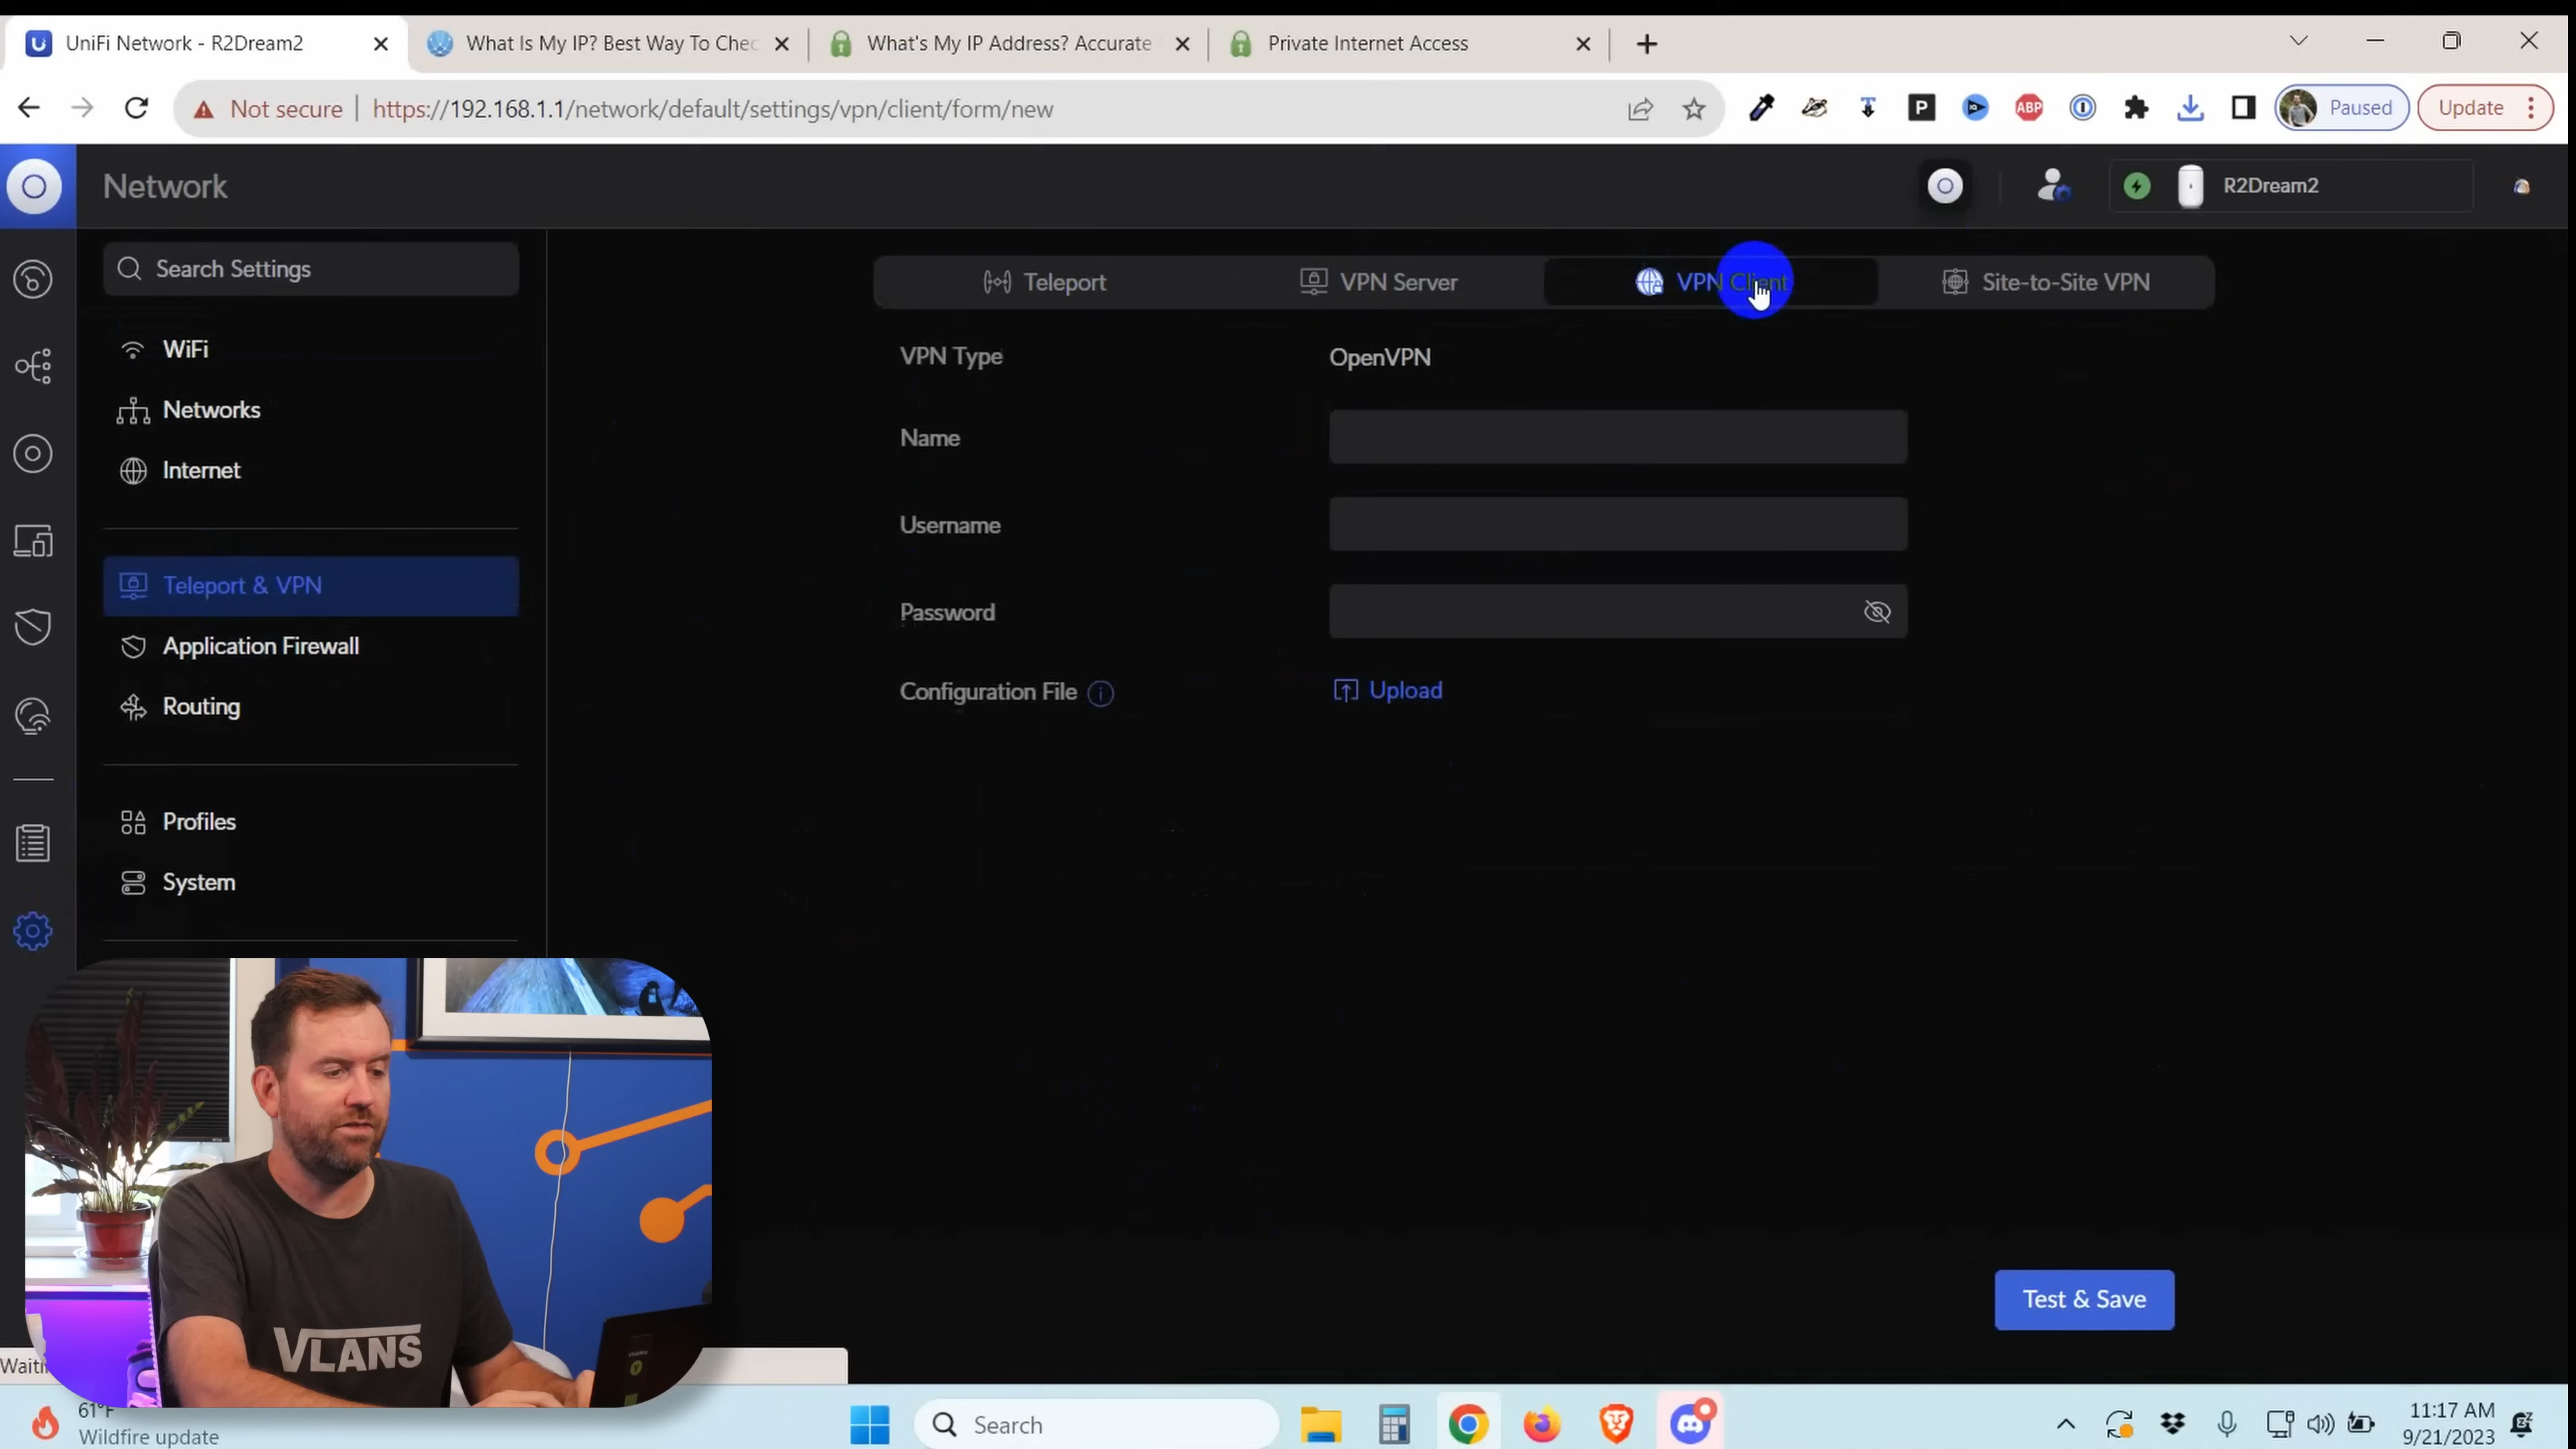 UniFi Network - R2Dream2
What Is My IP? Best Way To Chec
What's My IP Address? Accurate
Private Internet Access
Not secure
https://192.168.1.1/network/default/settings/vpn/client/form/new
P
ABP
Paused
Update
Network
R2Dream2
Search Settings
Teleport
VPN Server
VPN Client
Site-to-Site VPN
WiFi
Networks
Internet
Teleport & VPN
Application Firewall
Routing
Profiles
System
VPN Type
OpenVPN
Name
Username
Password
Configuration File
Upload
Test & Save
VLANS
Waiti
61°F
Wildfire update
Search
11:17 AM
9/21/2023